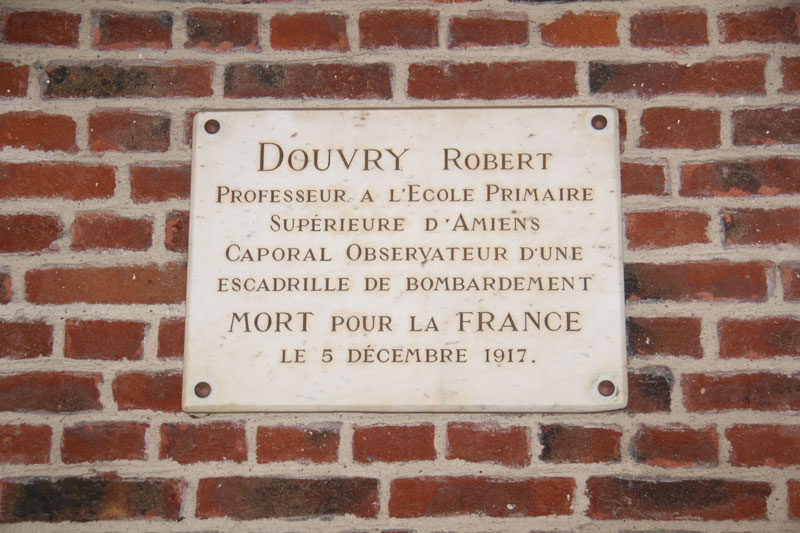 DOUVRY ROBERT
PROFESSEUR A L'ECOLE PRIMAIRE
SUPÉRIEURE D'AMIENS
CAPORAL OBSERVATEUR D'UNE
ESCADRILLE DE BOMBARDEMENT
MORT POUR LA FRANCE
LE 5 DÉCEMBRE 1917.